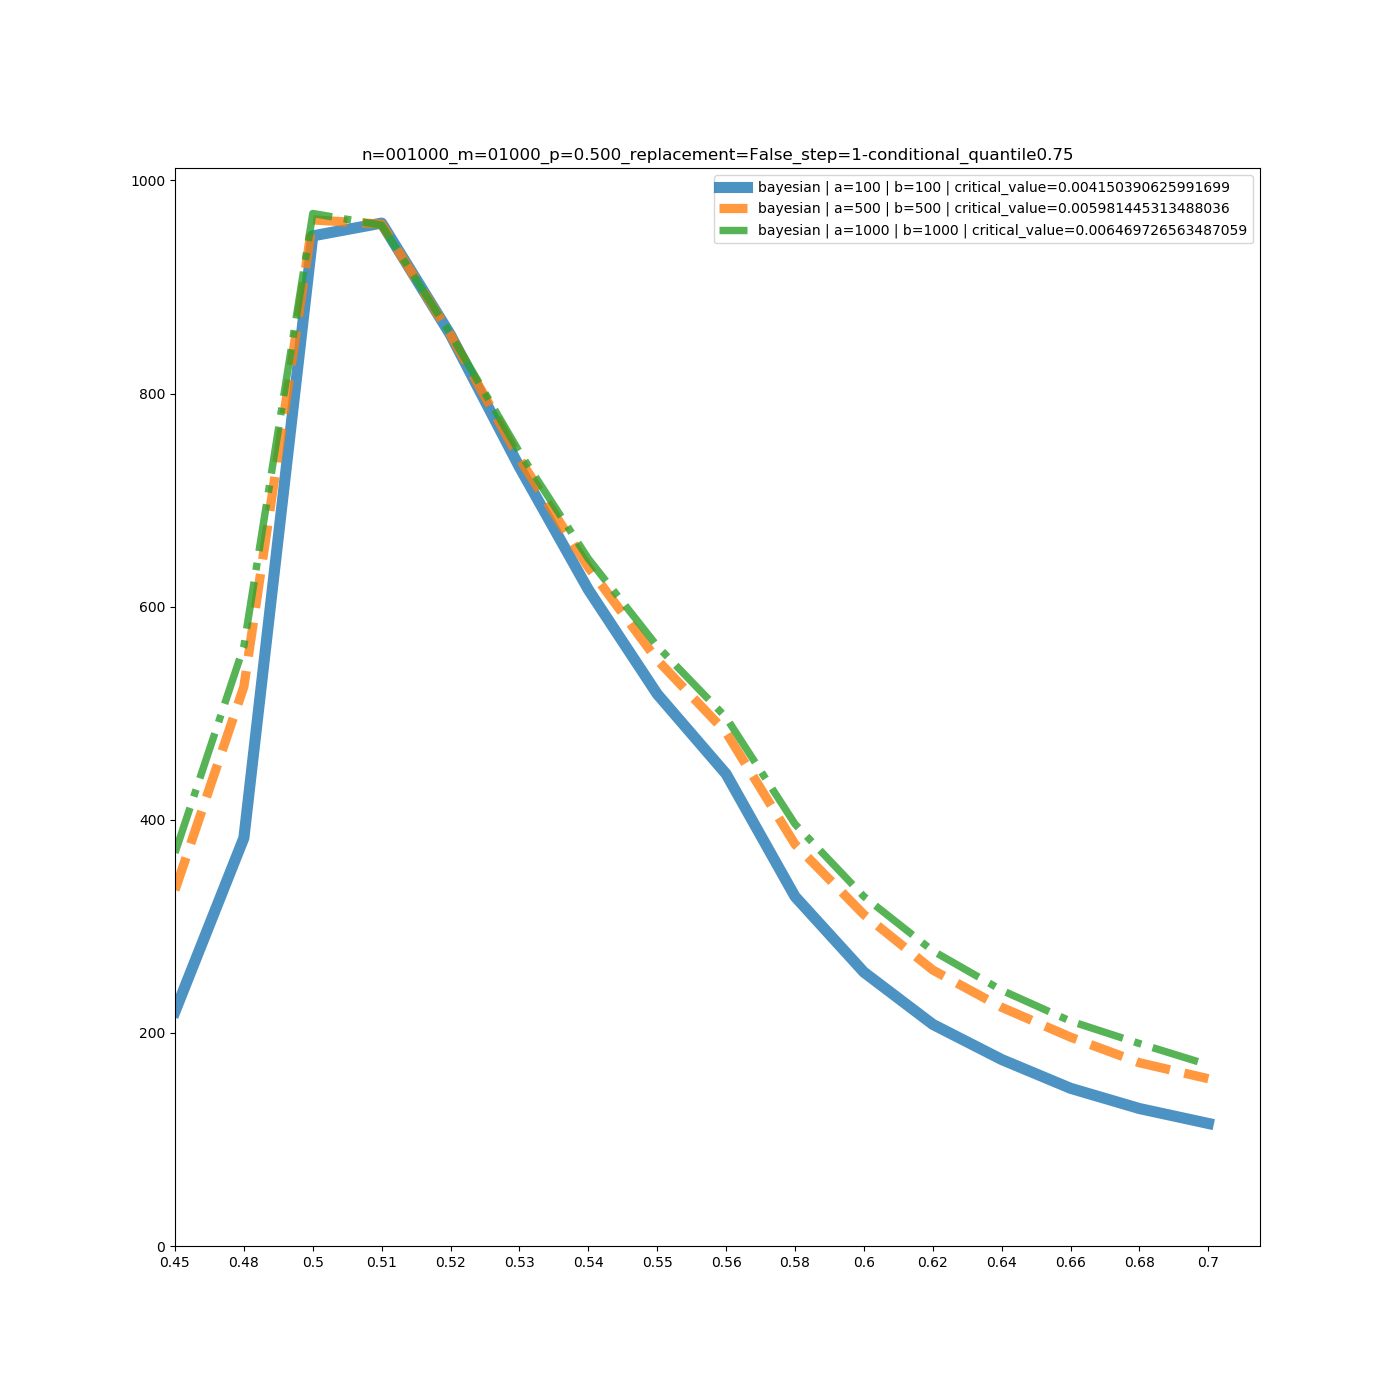 n=001000_m=01000_p=0.500_replacement=False_step=1-conditional_quantile0.75
bayesian | a=100 | b=100 | critical_value=0.004150390625991699
bayesian | a=500 | b=500 | critical_value=0.005981445313488036
bayesian | a=1000 | b=1000 | critical_value=0.006469726563487059
1000
800
600
400
200
0
0.45 0.48 0.5 0.51 0.52 0.53 0.54 0.55 0.56 0.58 0.6 0.62 0.64 0.66 0.68 0.7